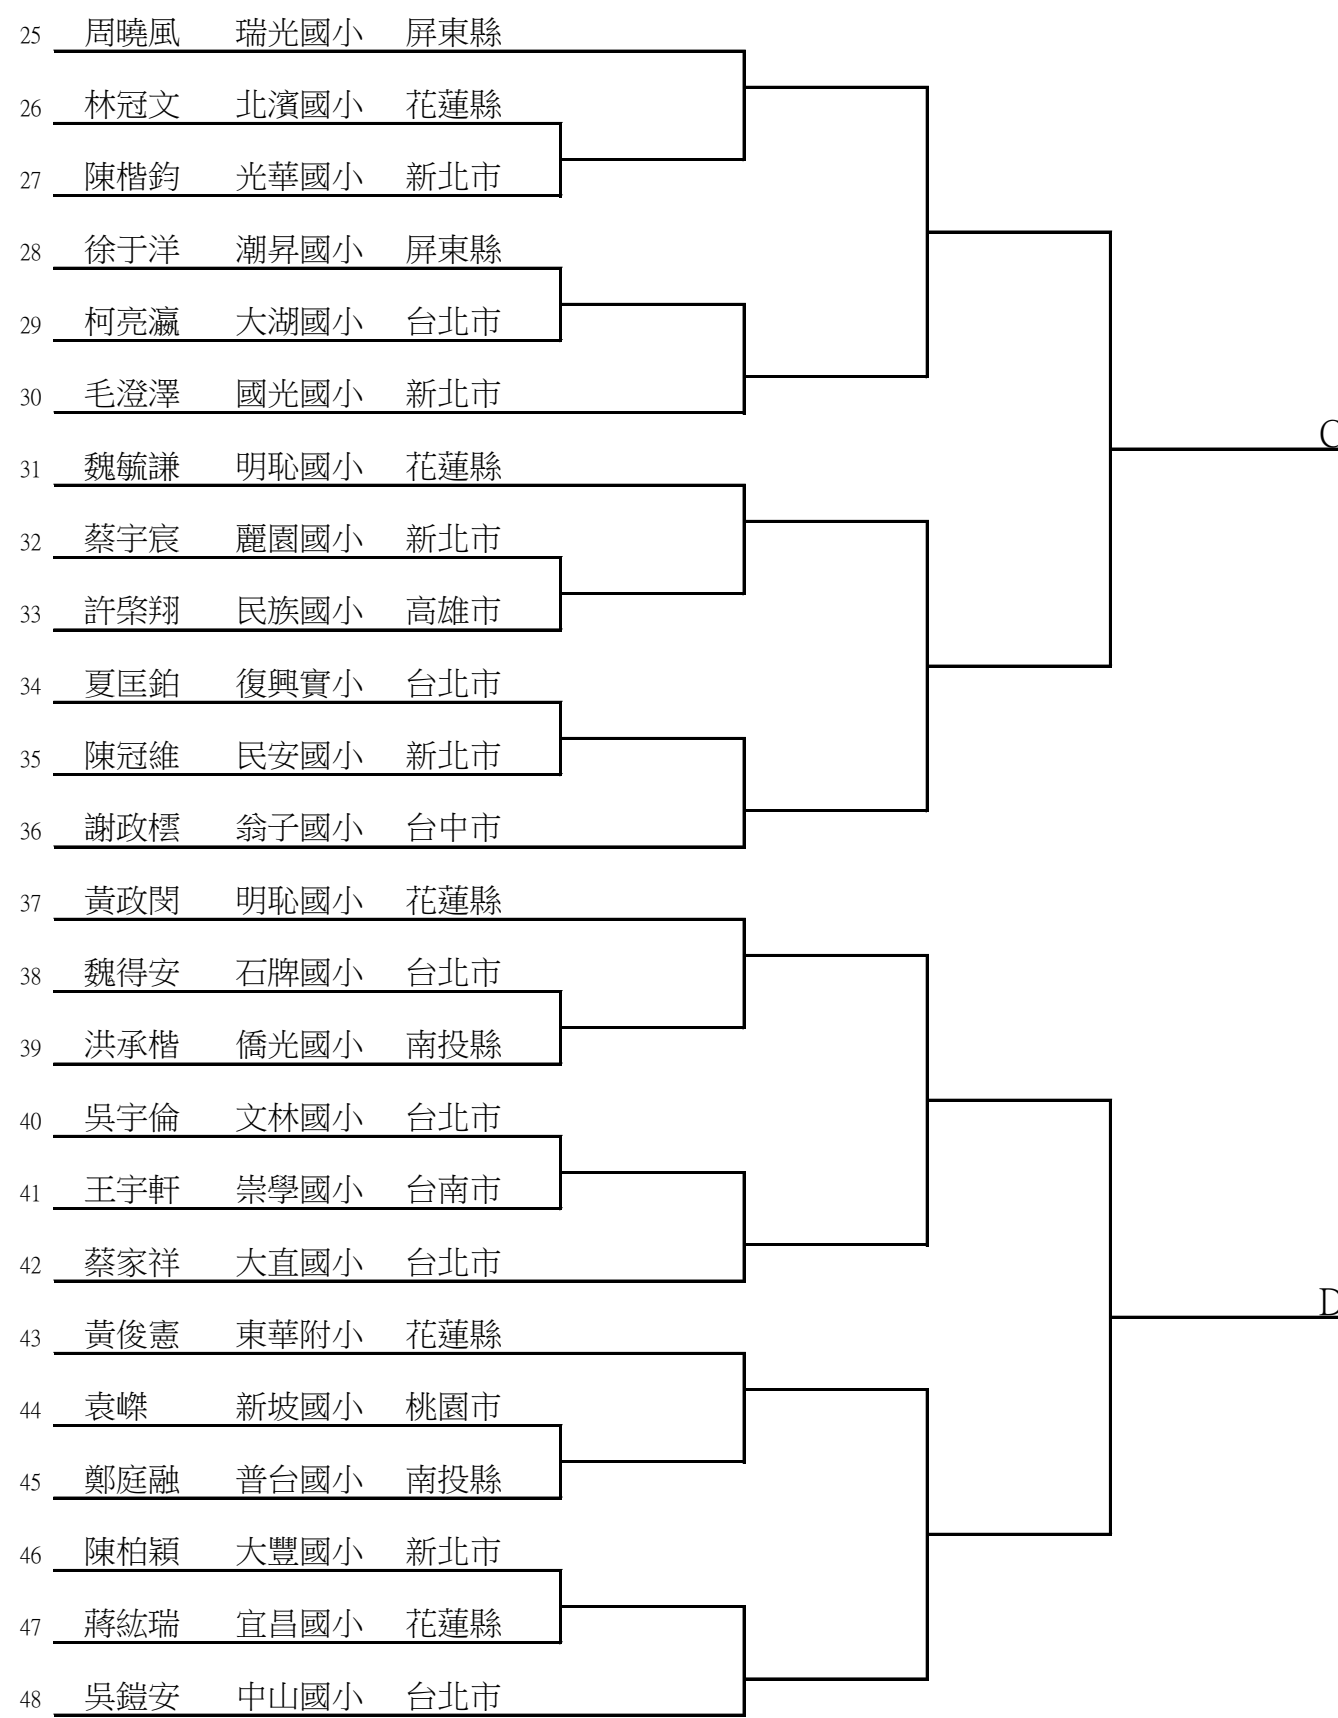 25 周曉風 瑞光國小 屏東縣
26 林冠文 北濱國小 花蓮縣
27 陳楷鈞 光華國小 新北市
28 徐于洋 潮昇國小 屏東縣
29 柯亮瀛 大湖國小 台北市
30 毛澄澤 國光國小 新北市
C
31 魏毓謙 明恥國小 花蓮縣
32 蔡宇宸 麗園國小 新北市
33 許棨翔 民族國小 高雄市
34 夏匡鉑 復興實小 台北市
35 陳冠維 民安國小 新北市
36 謝政橒 翁子國小 台中市
37 黃政閔 明恥國小 花蓮縣
38 魏得安 石牌國小 台北市
39 洪承楷 僑光國小 南投縣
40 吳宇倫 文林國小 台北市
41 王宇軒 崇學國小 台南市
42 蔡家祥 大直國小 台北市
D
43 黃俊憲 東華附小 花蓮縣
44 袁嵥 新坡國小 桃園市
45 鄭庭融 普台國小 南投縣
46 陳柏穎 大豐國小 新北市
47 蔣紘瑞 宜昌國小 花蓮縣
48 吳鎧安 中山國小 台北市